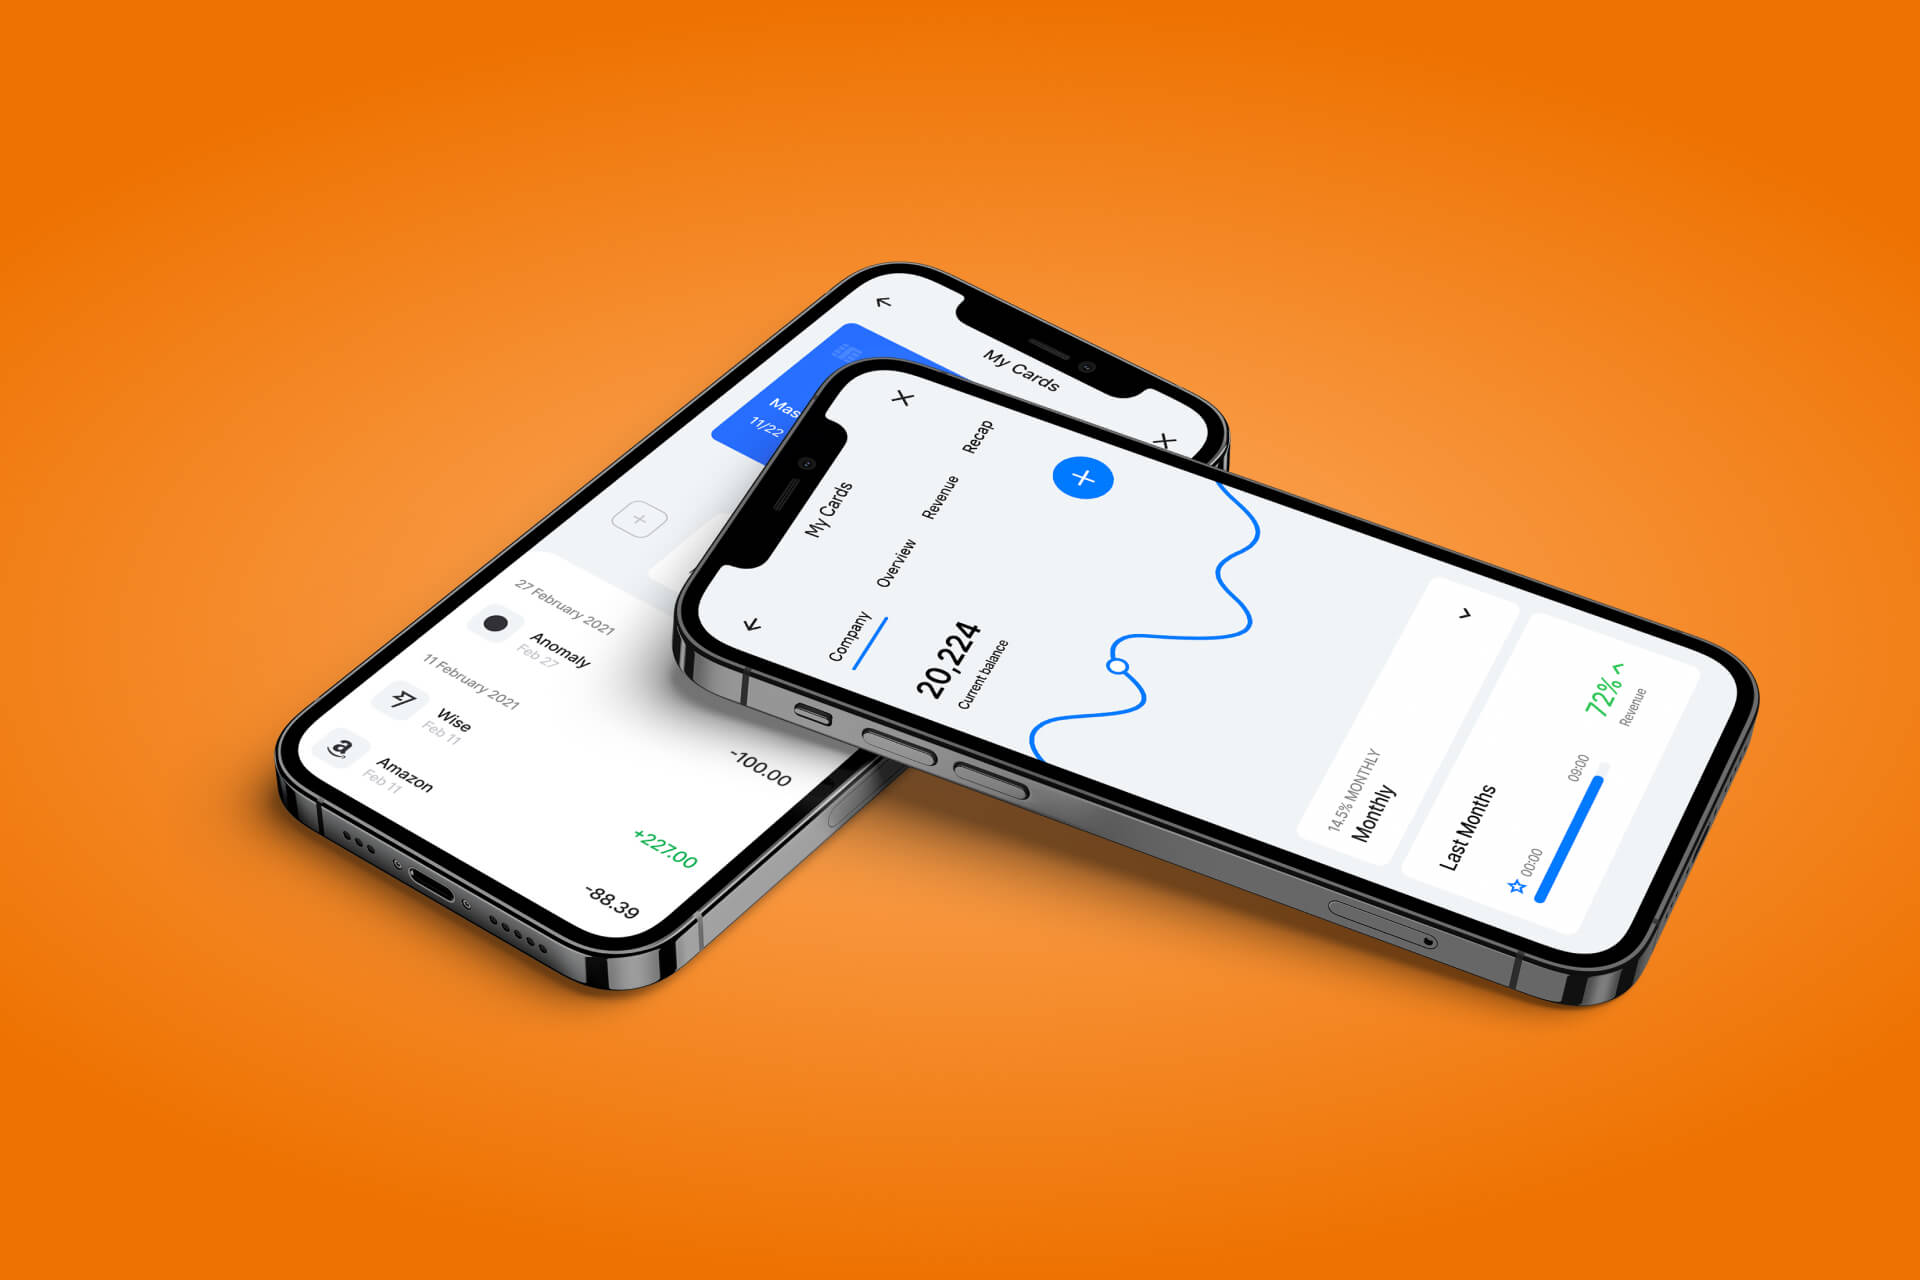 My Cards
Mas
11/22
27 February 2021
Anomaly
Feb 27
-100.00
11 February 2021
Wise
Feb 11
+227.00
Amazon
Feb 11
-88.39
My Cards
Company
Overview
Revenue
Recap
20,224
Current balance
14.5% MONTHLY
Monthly
Last Months
72%
Revenue
00:00
09:00